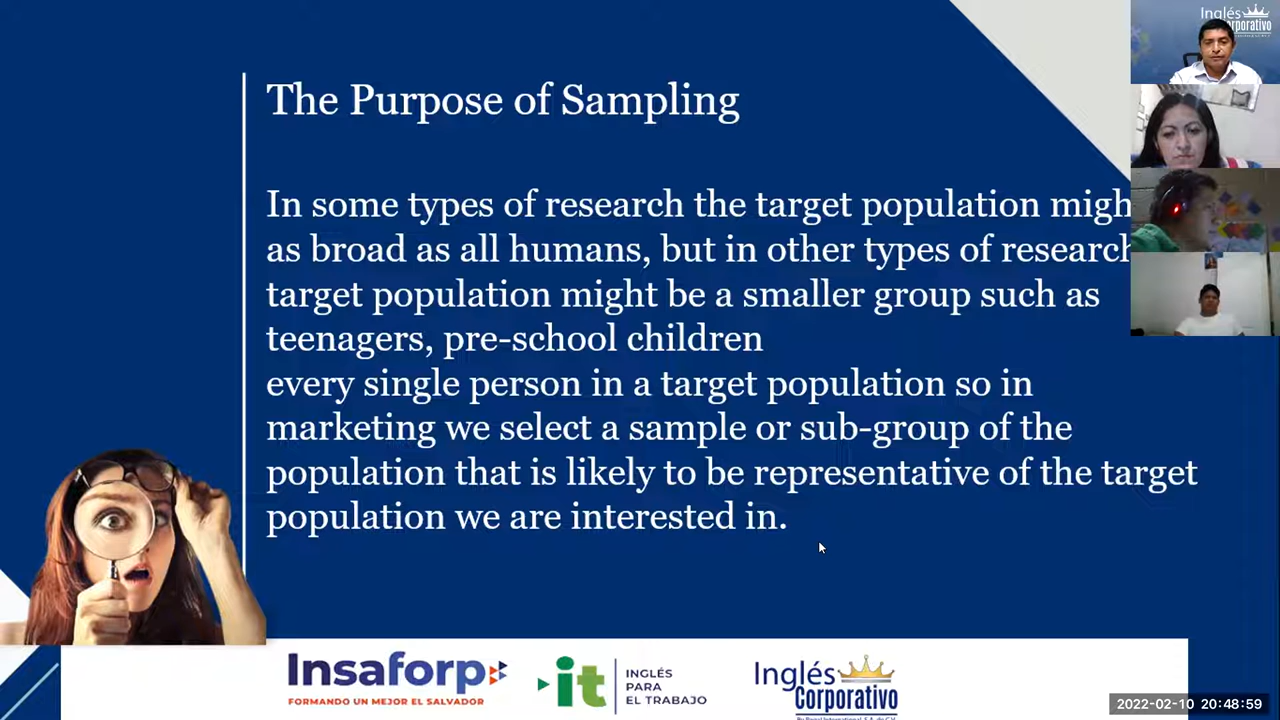 The Purpose of Sampling
In some types of research the target population migh
as broad as all humans, but in other types of research
target population might be a smaller group such as
teenagers, pre-school children
every single person in a target population so in
marketing we select a sample or sub-group of the
population that is likely to be representative of the target
population we are interested in.
Inglés
Corporativo
Insaforp
FORMANDO UN MEJOR EL SALVADOR
it
INGLÉS
PARA
EL TRABAJO
Inglés
Corporativo
2022-02-10 20:48:59